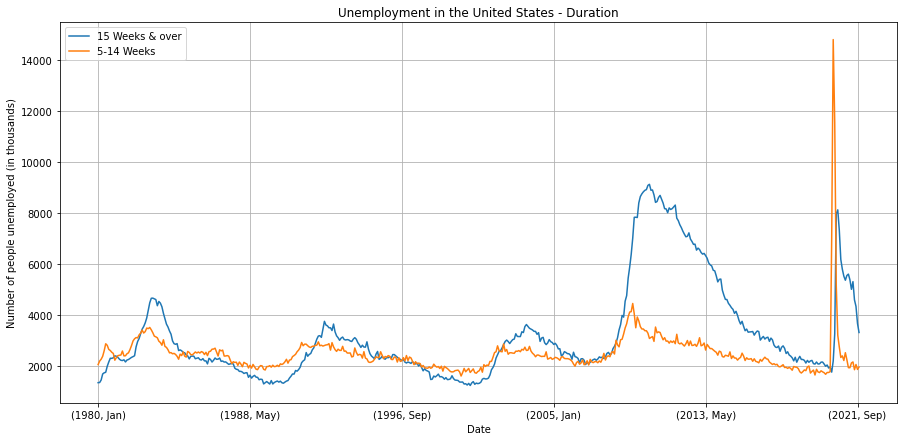 Unemployment in the United States - Duration
15 Weeks & over
5-14 Weeks
Number of people unemployed (in thousands)
14000
12000
10000
8000
6000
4000
2000
(1980, Jan)
(1988, May)
(1996, Sep)
(2005, Jan)
(2013, May)
(2021, Sep)
Date